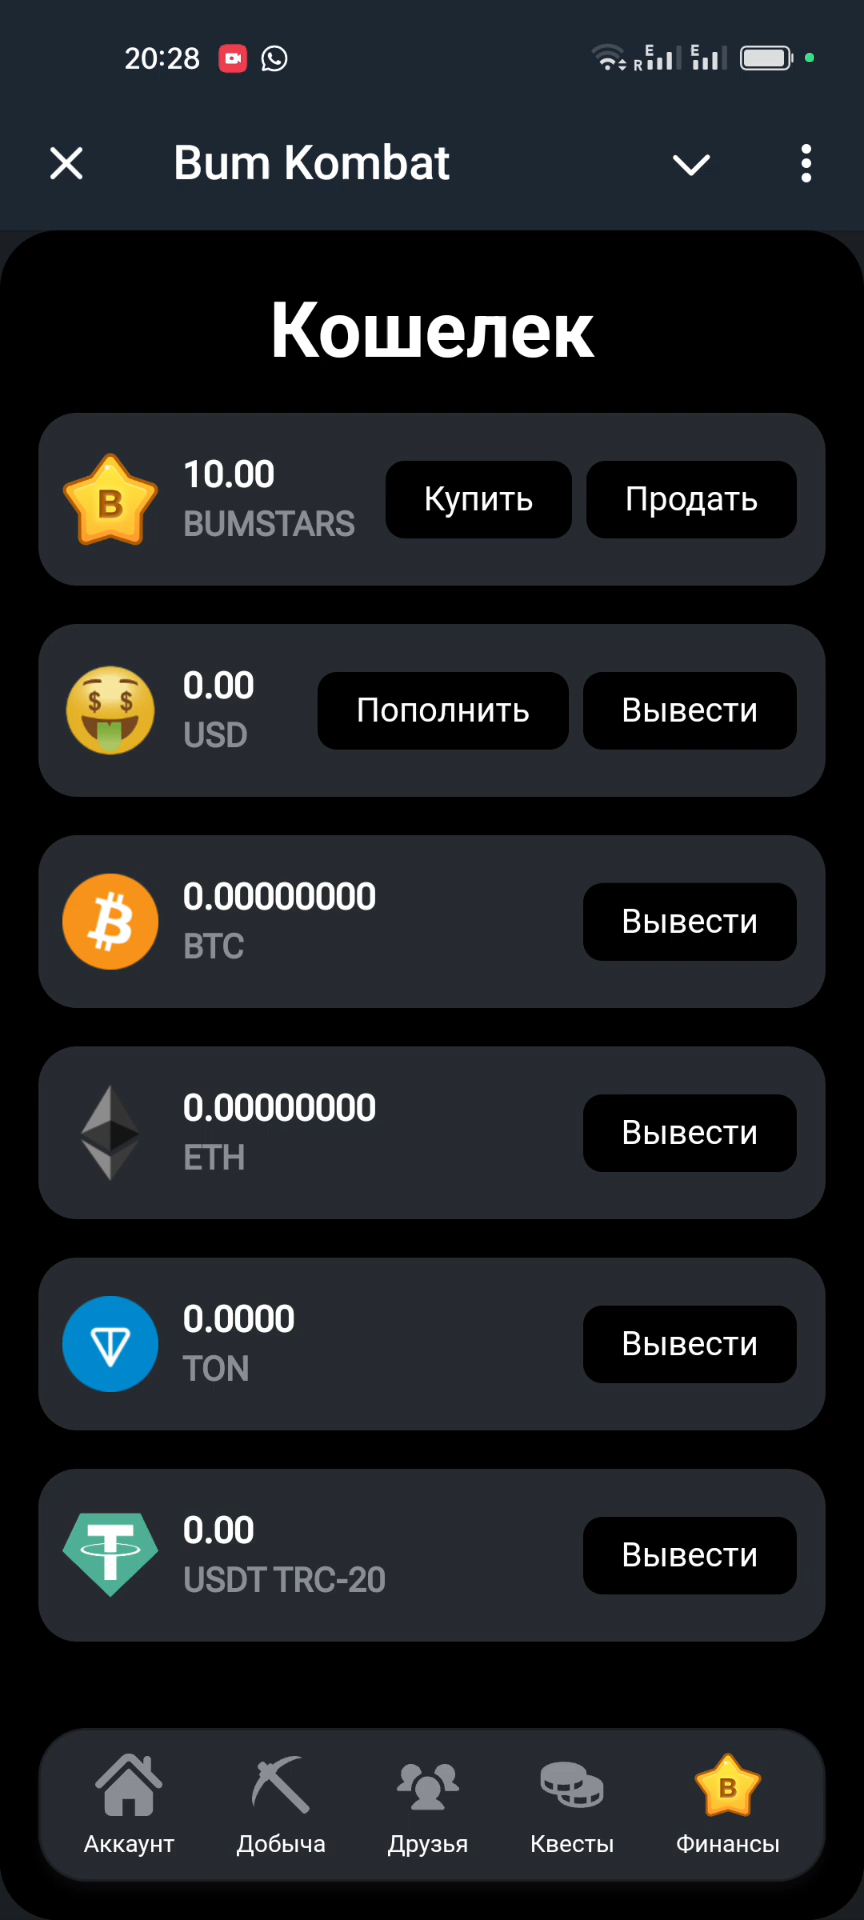 20:28
R E E
Bum Kombat
Кошелек
B
10.00
BUMSTARS
Купить
Продать
$ $
0.00
USD
Пополнить
Вывести
0.00000000
BTC
Вывести
0.00000000
ETH
Вывести
0.0000
TON
Вывести
0.00
USDT TRC-20
Вывести
B
Аккаунт
Добыча
Друзья
Квесты
Финансы